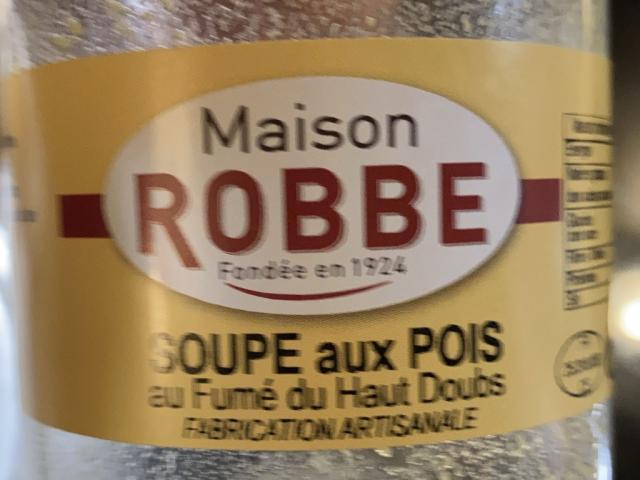 Maison
ROBBE
Fondée en 1924
SOUPE aux POIS
au Fumé du Haut Doubs
FABRICATION ARTISANALE